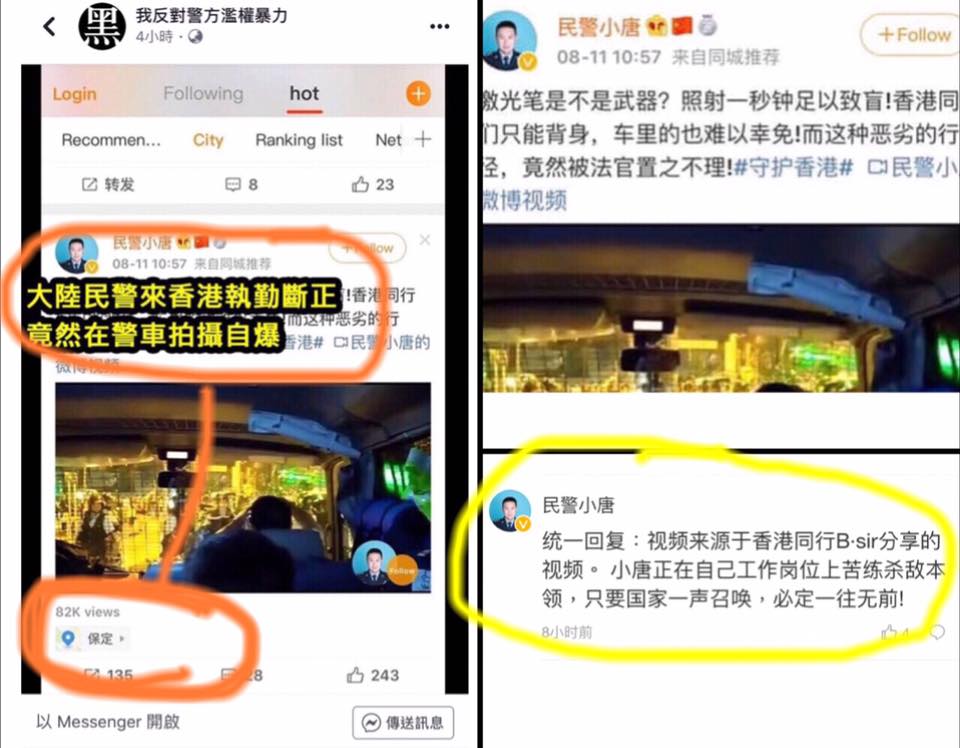 黑
我反對警方濫權暴力
4小時
Login
Following
hot
Recommen...
City
Ranking list
Net
转发
8
23
民警小唐
08-11 10:57 来自同城推荐
大陸民警來香港執勤斷正
!香港同行
竟然在警車拍攝自爆
!而这种恶劣的行
香港# 民警小唐的
微博视频
Follow
82K views
保定
135
28
243
以 Messenger 開啟
傳送訊息
民警小唐
+Follow
08-11 10:57 来自同城推荐
激光笔是不是武器？照射一秒钟足以致盲!香港同
们只能背身，车里的也难以幸免!而这种恶劣的行
径，竟然被法官置之不理!#守护香港# 民警小
微博视频
民警小唐
统一回复：视频来源于香港同行B·sir分享的
视频。 小唐正在自己工作岗位上苦练杀敌本
领，只要国家一声召唤，必定一往无前!
8小时前
4